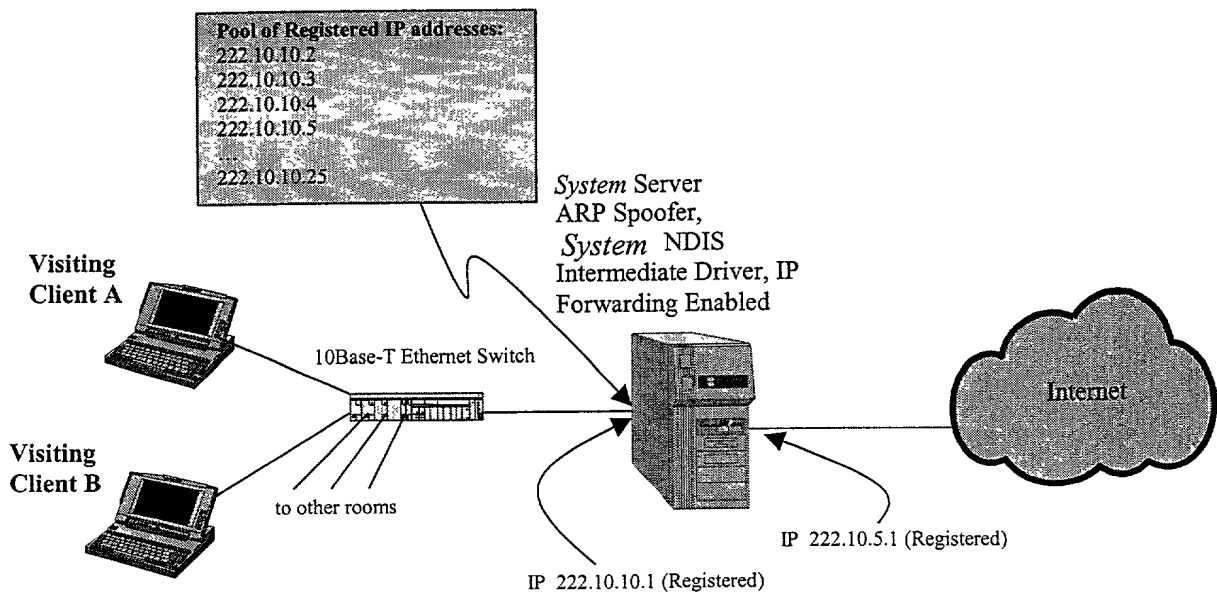 Pool of Registered IP addresses:
222.10.10.2
222.10.10.3
222.10.10.4
222.10.10.5
...
222.10.10.25
System Server
ARP Spoofer,
System NDIS
Intermediate Driver, IP
Forwarding Enabled
Visiting
Client A
10Base-T Ethernet Switch
Internet
Visiting
Client B
to other rooms
IP 222.10.5.1 (Registered)
IP 222.10.10.1 (Registered)